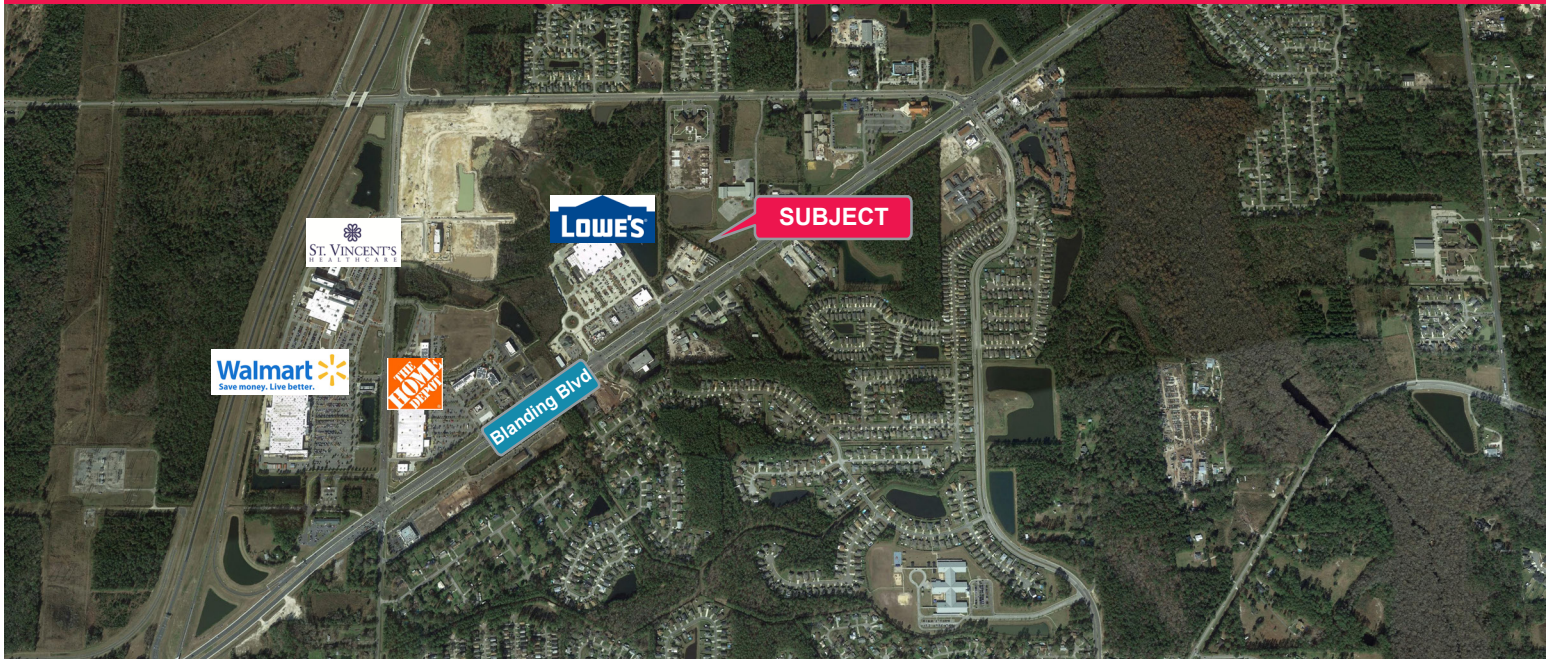 LOWE'S
SUBJECT
ST. VINCENT'S
HEALTHCARE
Walmart
Save money. Live better.
THE
HOME
DEPOT
Blanding Blvd